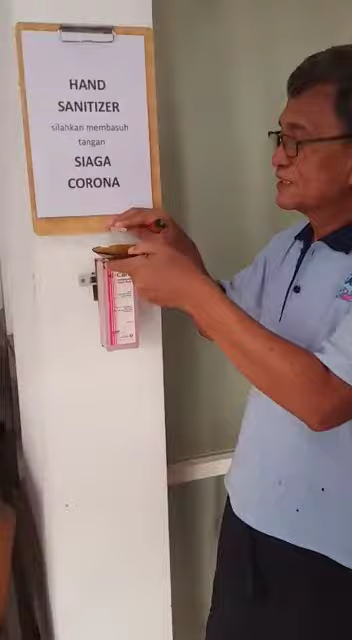 HAND
SANITIZER
silahkan membasuh
tangan
SIAGA
CORONA